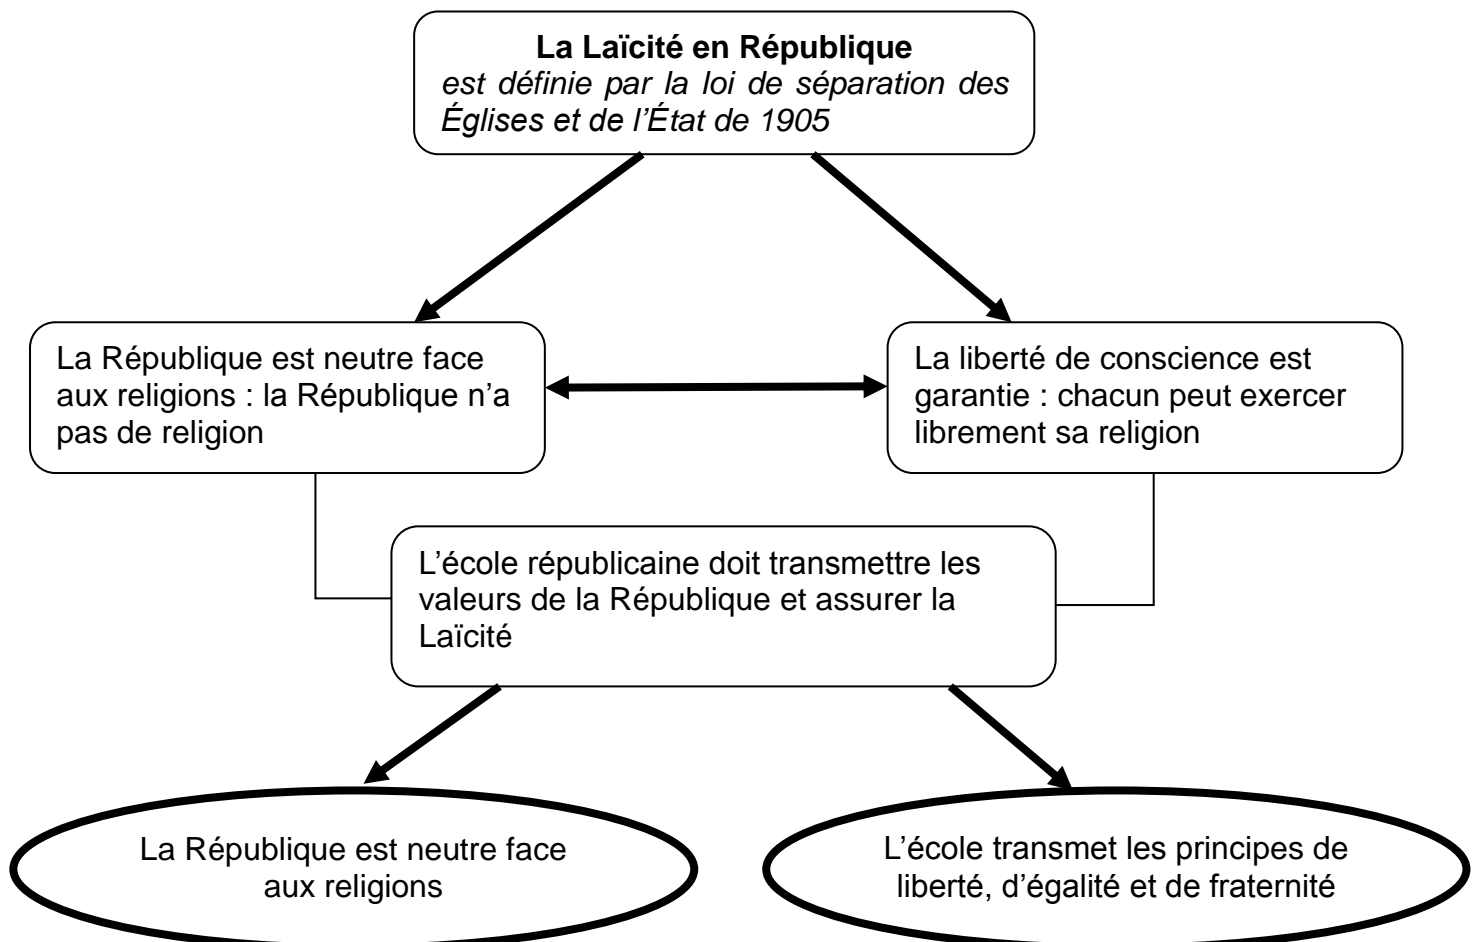 La Laïcité en République
est définie par la loi de séparation des
Églises et de l’État de 1905
La République est neutre face
aux religions : la République n’a
pas de religion
La liberté de conscience est
garantie : chacun peut exercer
librement sa religion
L’école républicaine doit transmettre les
valeurs de la République et assurer la
Laïcité
La République est neutre face
aux religions
L’école transmet les principes de
liberté, d’égalité et de fraternité